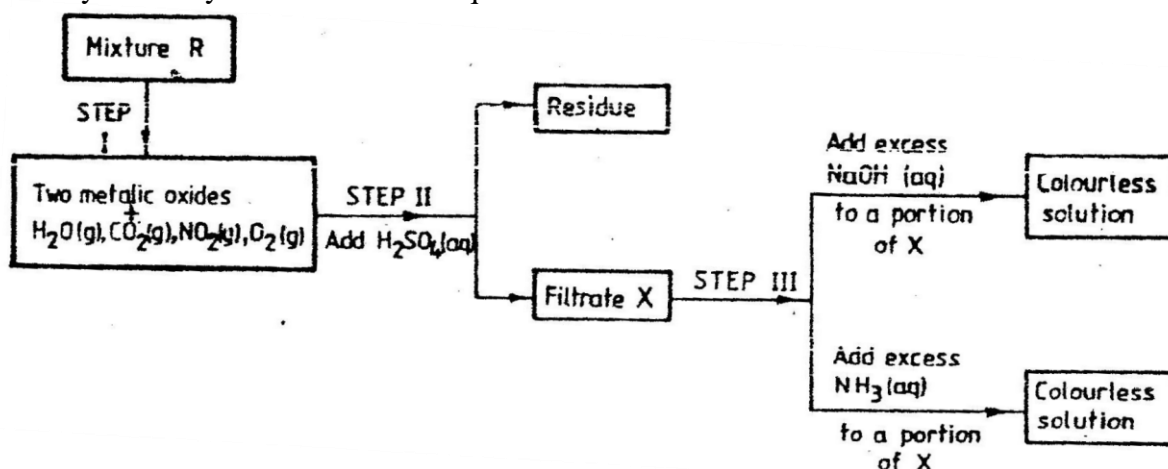 Mixture R
STEP
I
Two metalic oxides
+
H₂O(g), CO₂(g), NO₂(g), O₂(g)
STEP II
Add H₂SO₄(aq)
Residue
Filtrate X
STEP III
Add excess
NaOH (aq)
to a portion
of X
Colourless
solution
Add excess
NH₃(aq)
to a portion
of X
Colourless
solution